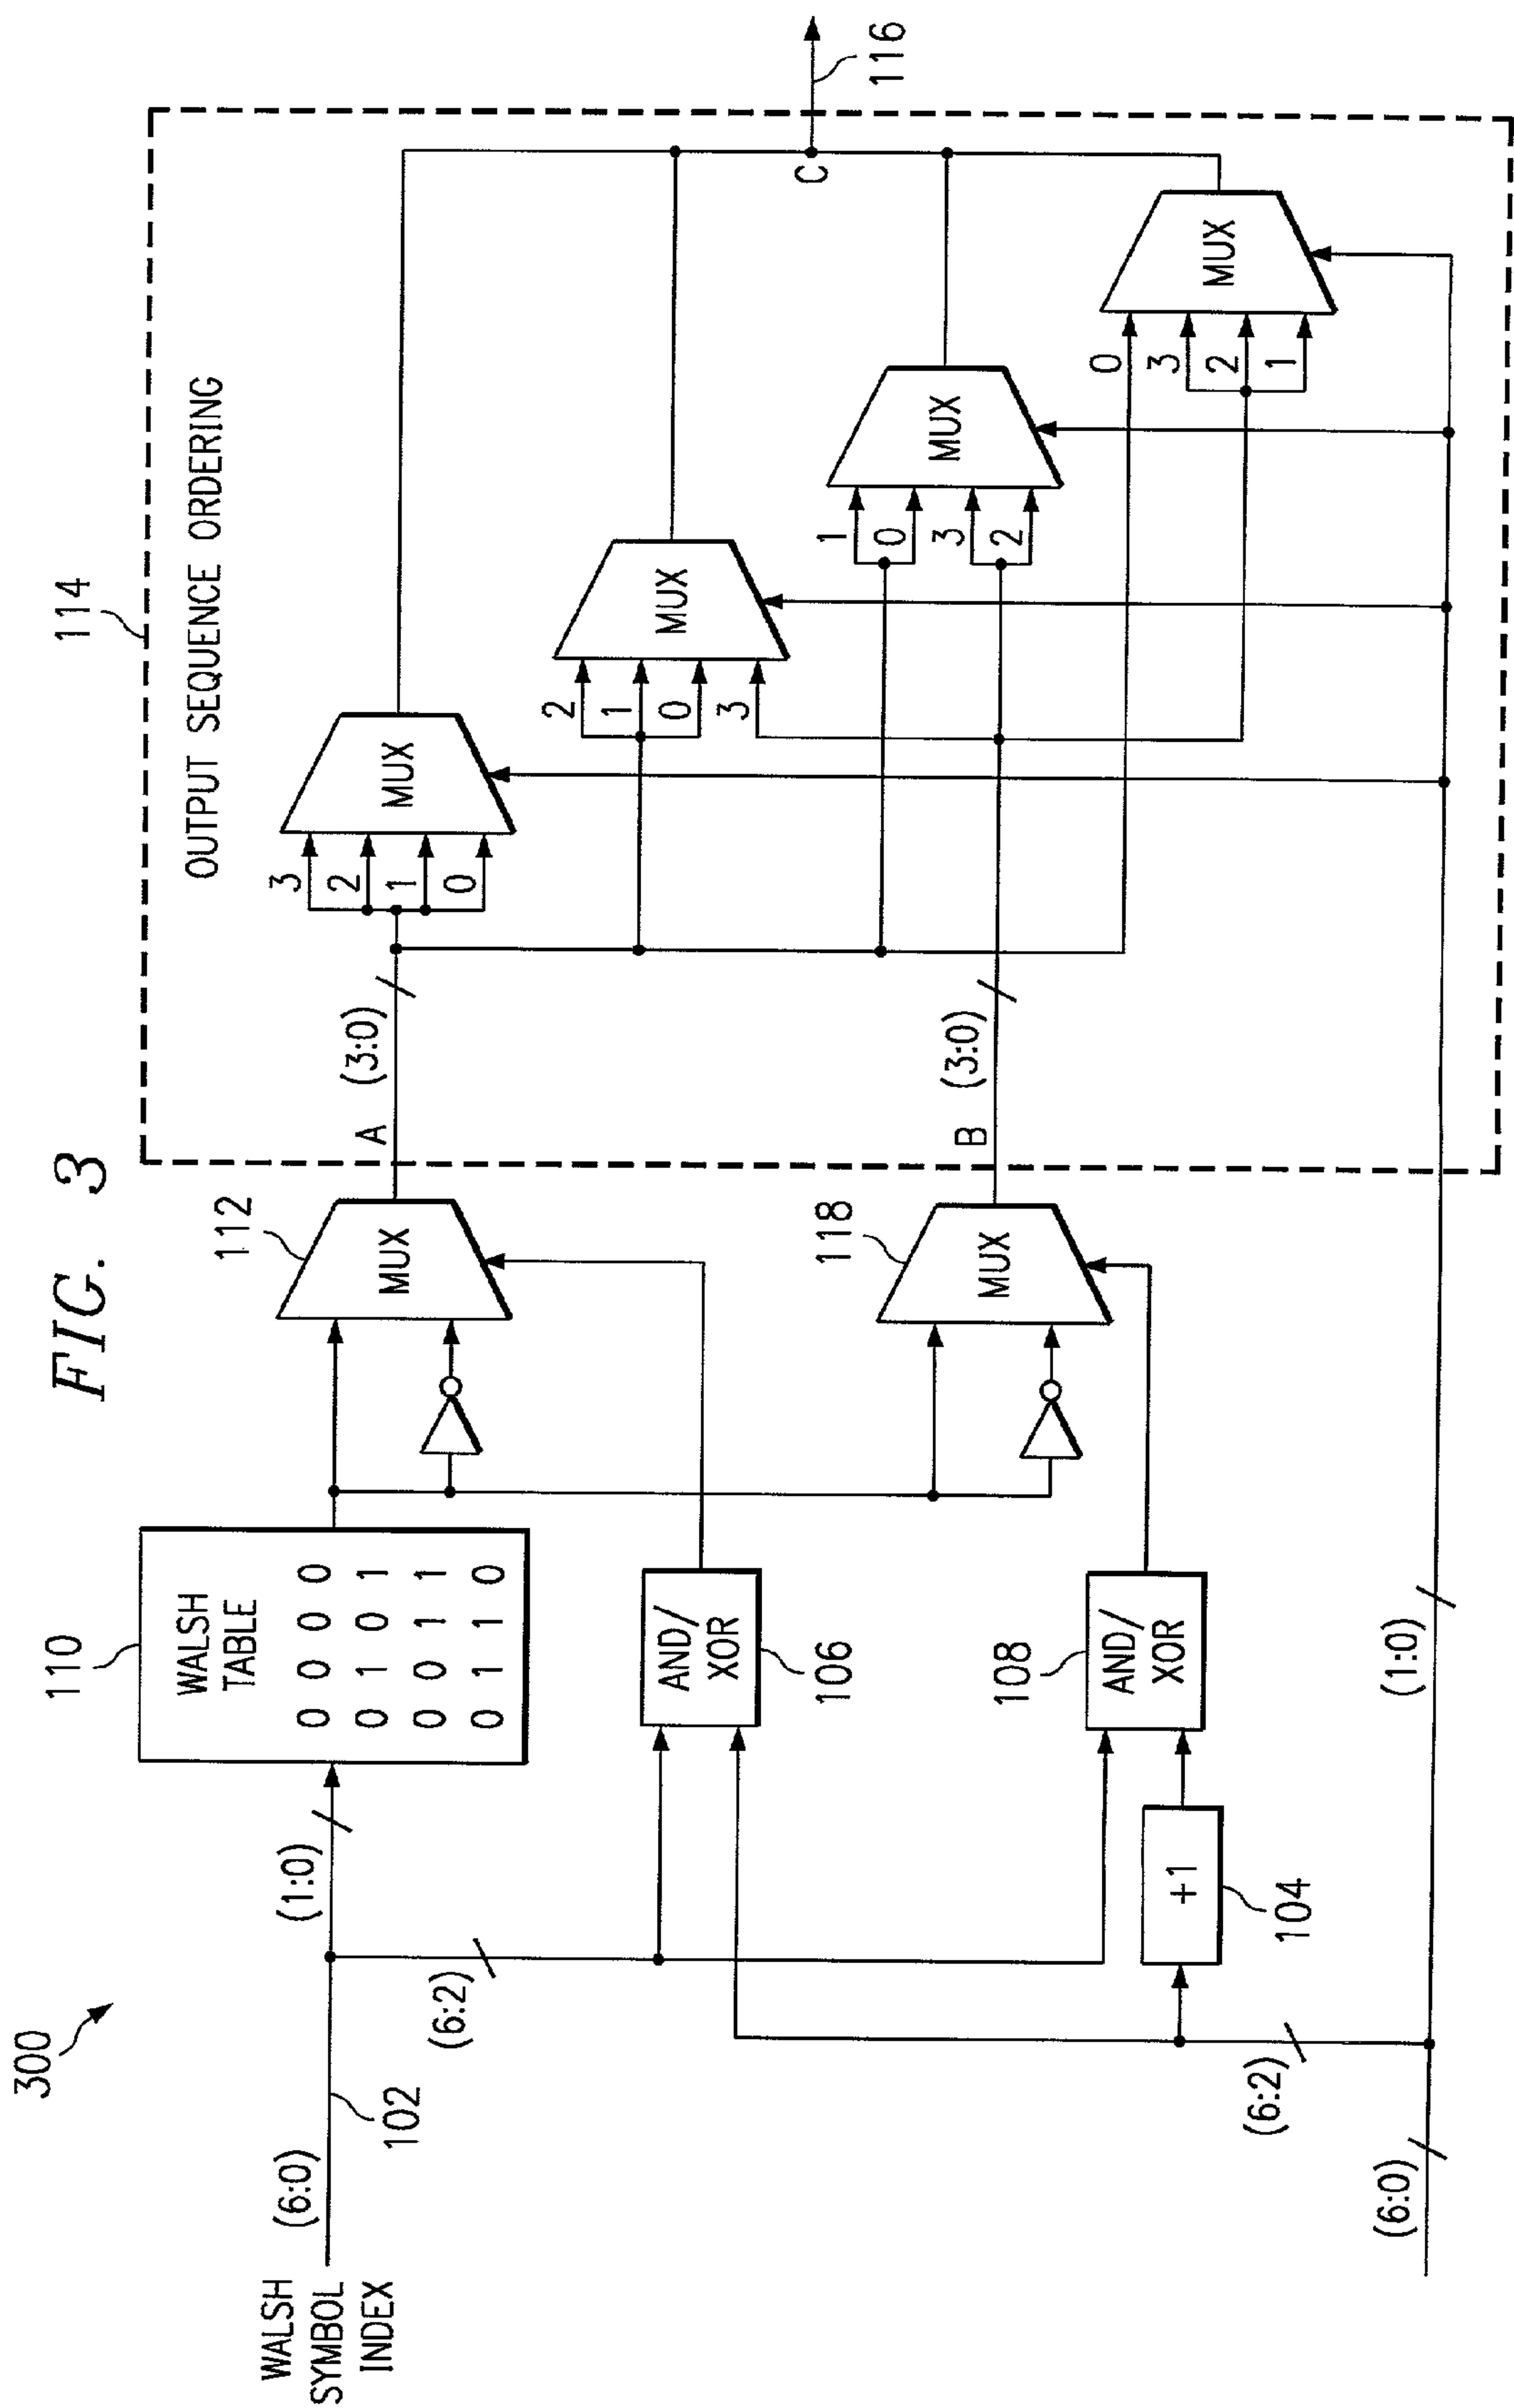 FIG. 3
300
WALSH
SYMBOL
INDEX
(6:0)
102
(1:0)
(6:2)
110
WALSH
TABLE
0 0 0 0
0 1 0 1
0 0 1 1
0 1 1 0
AND/
XOR
106
108
AND/
XOR
+1
104
(6:2)
(6:0)
(1:0)
112
MUX
118
MUX
A
(3:0)
B
(3:0)
114
OUTPUT SEQUENCE ORDERING
3
2
1
0
MUX
2
1
0
3
MUX
1
0
3
2
MUX
0
3
2
1
MUX
C
116